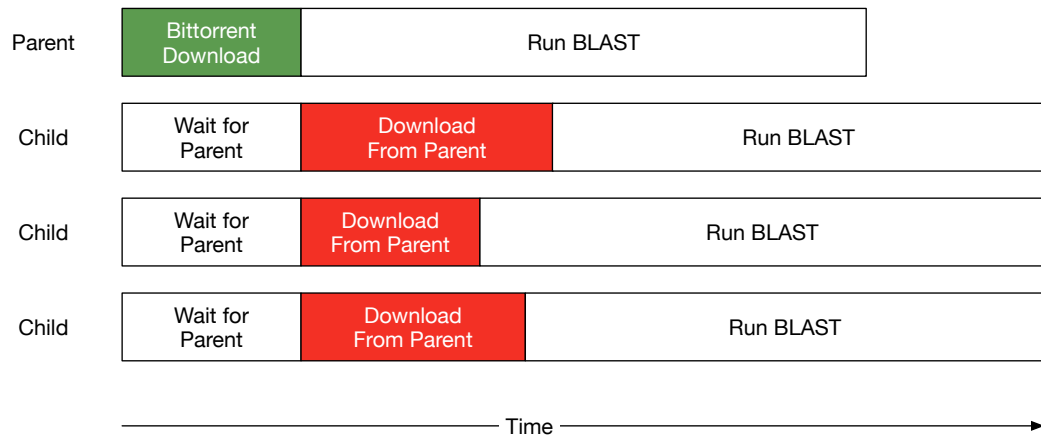 Parent
Bittorrent
Download
Run BLAST
Child
Wait for
Parent
Download
From Parent
Run BLAST
Child
Wait for
Parent
Download
From Parent
Run BLAST
Child
Wait for
Parent
Download
From Parent
Run BLAST
Time